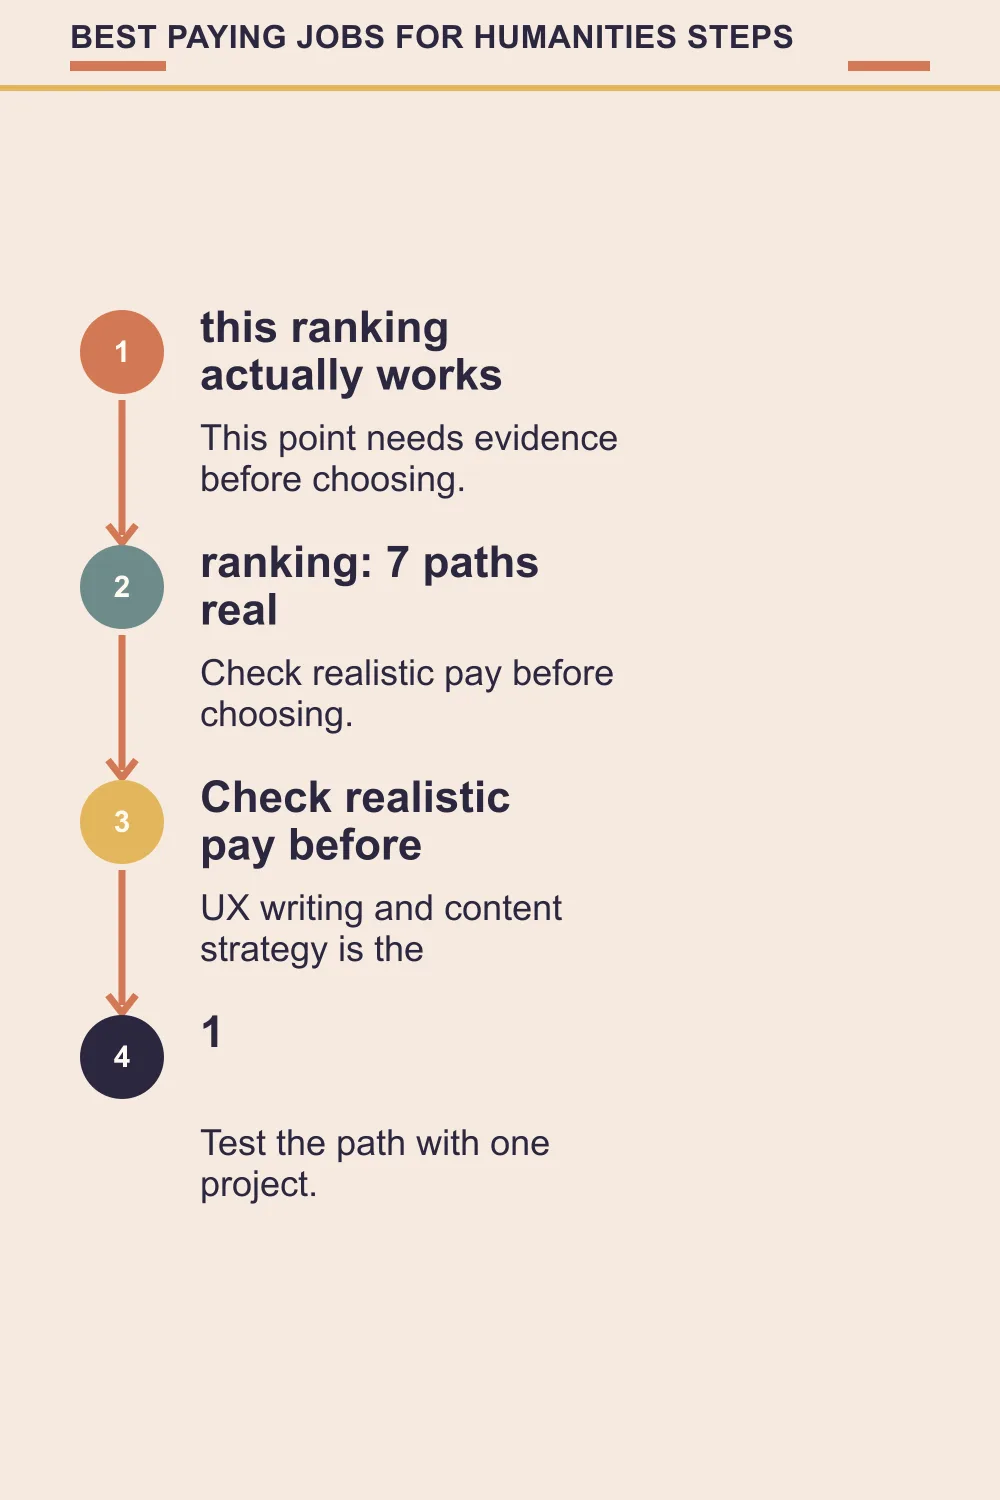 BEST PAYING JOBS FOR HUMANITIES STEPS
1
this ranking
actually works
This point needs evidence
before choosing.
2
ranking: 7 paths
real
Check realistic pay before
choosing.
3
Check realistic
pay before
UX writing and content
strategy is the
4
1
Test the path with one
project.